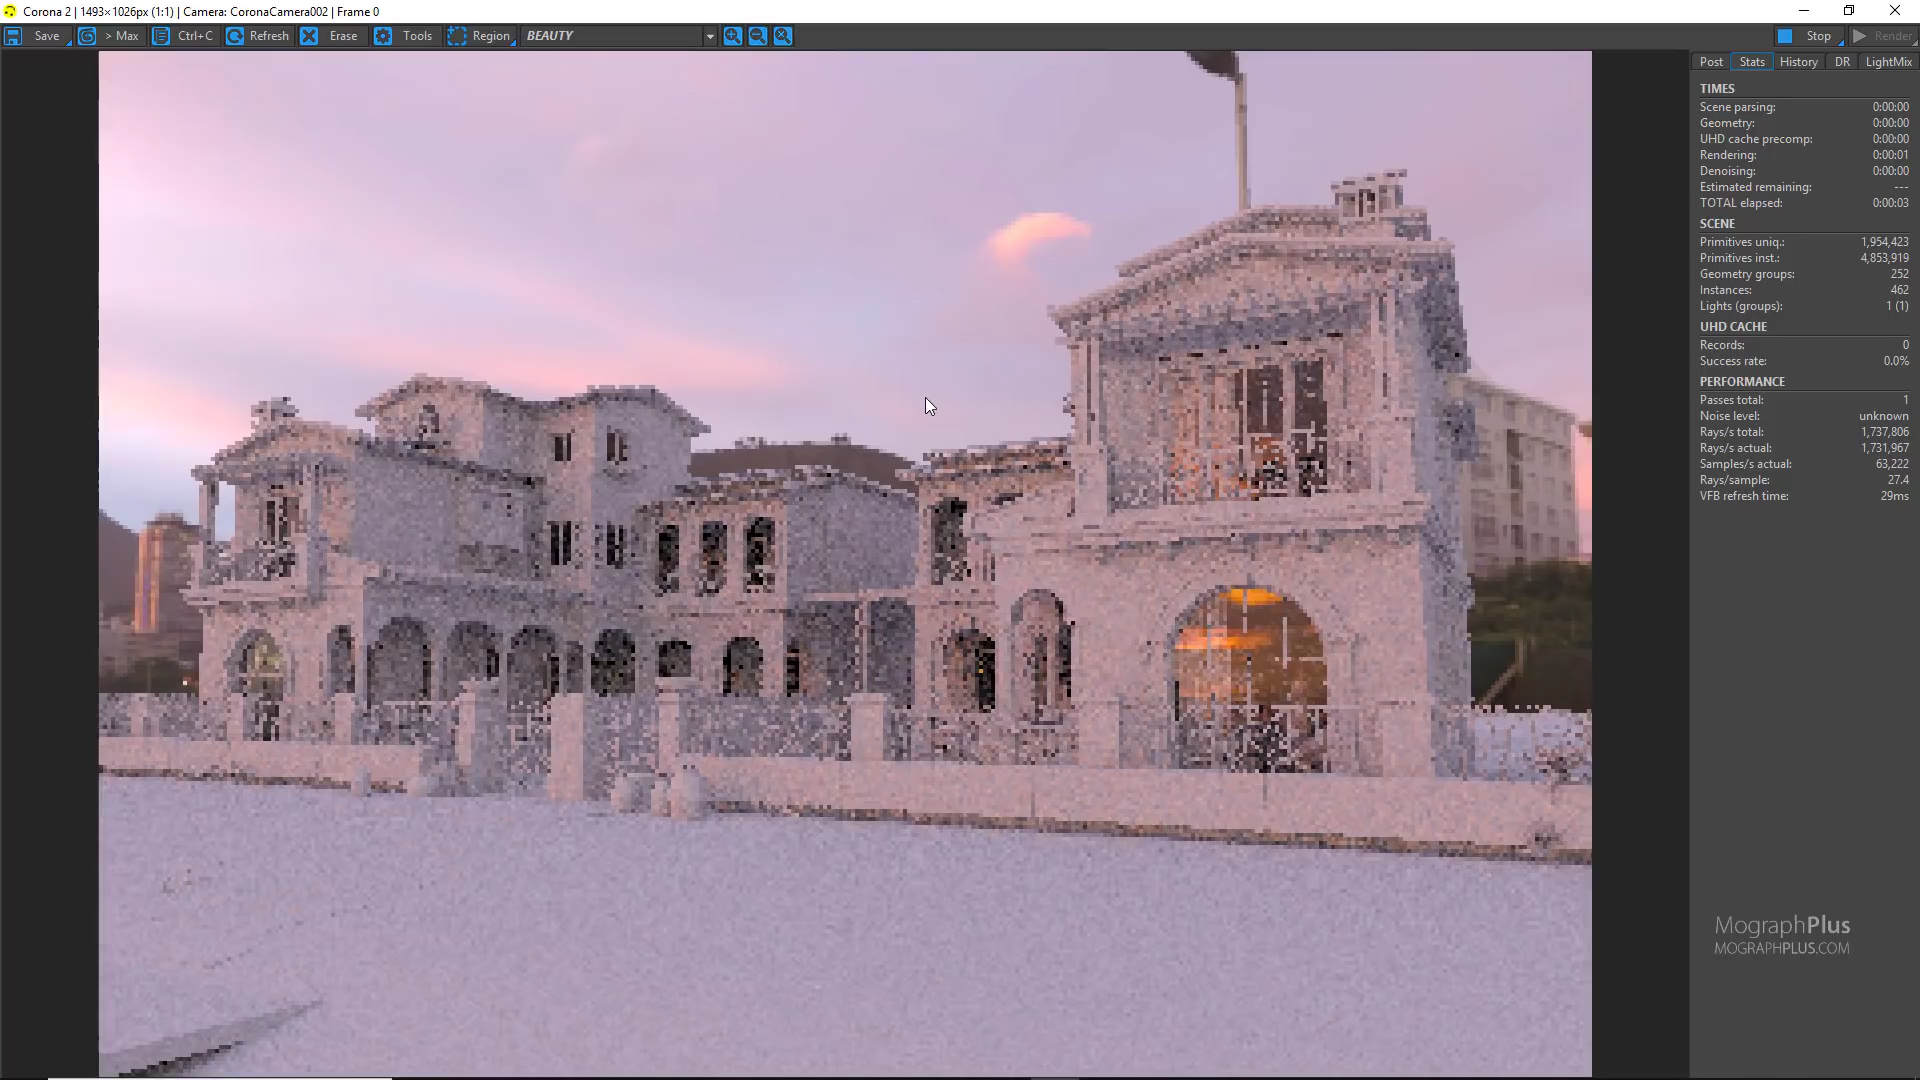 Corona 2 | 1493×1026px (1:1) | Camera: CoronaCamera002 | Frame 0
Save > Max Ctrl+C Refresh Erase Tools Region BEAUTY Stop Render
Post Stats History DR LightMix
TIMES
Scene parsing: 0:00:00
Geometry: 0:00:00
UHD cache precomp: 0:00:00
Rendering: 0:00:01
Denoising: 0:00:00
Estimated remaining: ---
TOTAL elapsed: 0:00:03
SCENE
Primitives uniq.: 1,954,423
Primitives inst.: 4,853,919
Geometry groups: 252
Instances: 462
Lights (groups): 1 (1)
UHD CACHE
Records: 0
Success rate: 0.0%
PERFORMANCE
Passes total: 1
Noise level: unknown
Rays/s total: 1,737,806
Rays/s actual: 1,731,967
Samples/s actual: 63,222
Rays/sample: 27.4
VFB refresh time: 29ms
MographPlus
MOGRAPHPLUS.COM